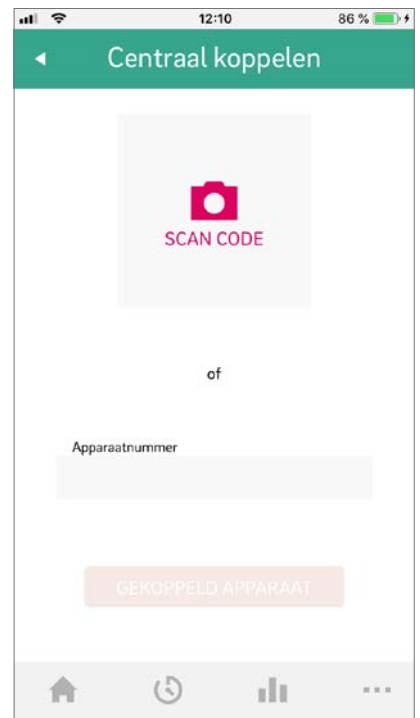 12:10
86 %
Centraal koppelen
SCAN CODE
of
Apparaatnummer
GEKOPPELD APPARAAT